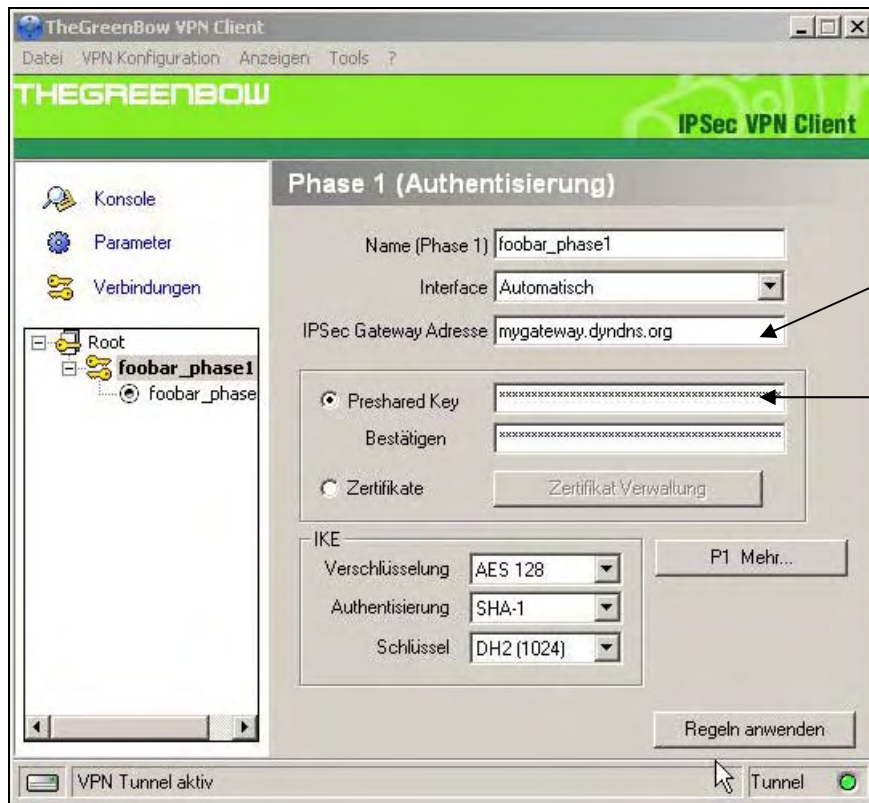 TheGreenBow VPN Client
Datei VPN Konfiguration Anzeigen Tools ?
THEGREENBOW
IPSec VPN Client
Konsole
Parameter
Verbindungen
Root
foobar_phase1
foobar_phase
Phase 1 (Authentisierung)
Name (Phase 1) foobar_phase1
Interface Automatisch
IPSec Gateway Adresse mygateway.dyndns.org
Preshared Key
Bestätigen
Zertifikate Zertifikat Verwaltung
IKE
Verschlüsselung AES 128
Authentisierung SHA-1
Schlüssel DH2 (1024)
P1 Mehr...
Regeln anwenden
VPN Tunnel aktiv
Tunnel